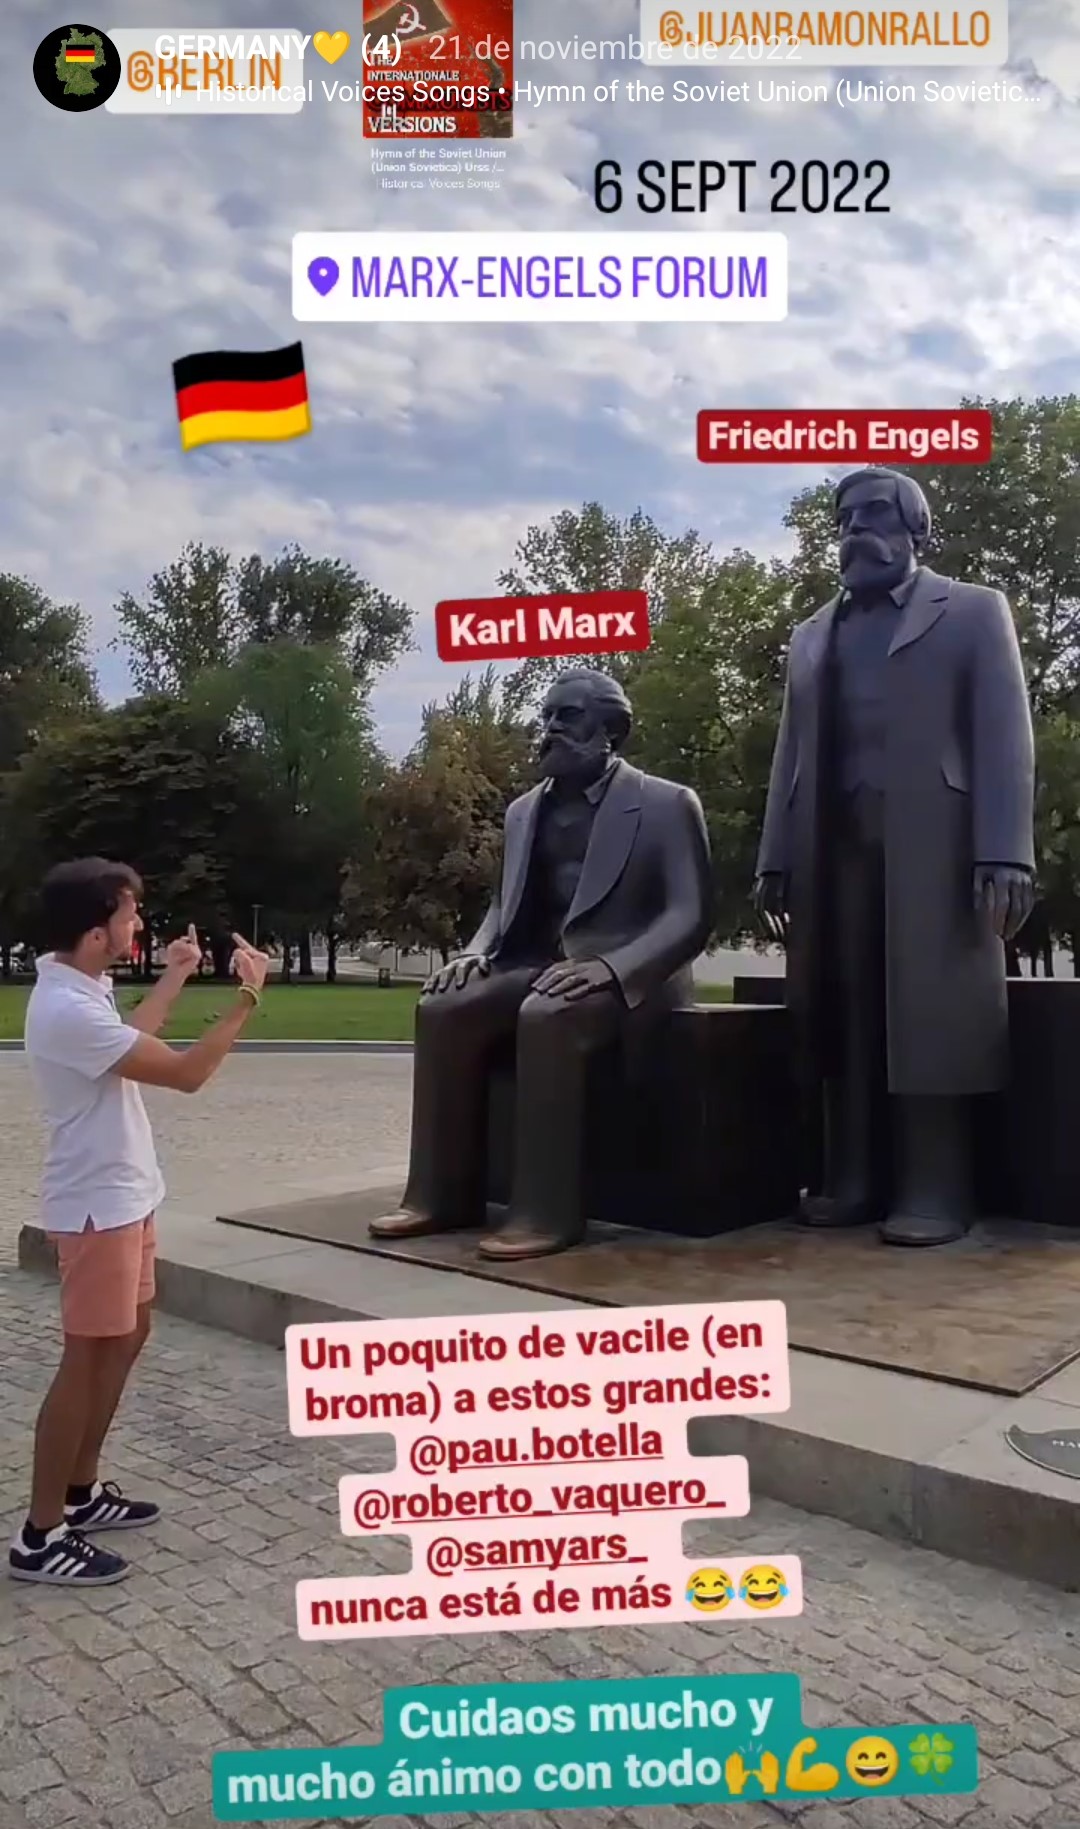 GERMANY💛 (4) 21 de noviembre de 2022
@BERLIN
@JUANRAMONRALLO
Historical Voices Songs • Hymn of the Soviet Union (Union Sovietic...
THE
INTERNATIONALE
COMMUNISTS
VERSIONS
Hymn of the Soviet Union
(Union Sovietica) Urss /...
Historical Voices Songs
6 SEPT 2022
MARX-ENGELS FORUM
Friedrich Engels
Karl Marx
Un poquito de vacile (en
broma) a estos grandes:
@pau.botella
@roberto_vaquero_
@samyars_
nunca está de más 😂😂
Cuidaos mucho y
mucho ánimo con todo🙌💪😄🍀